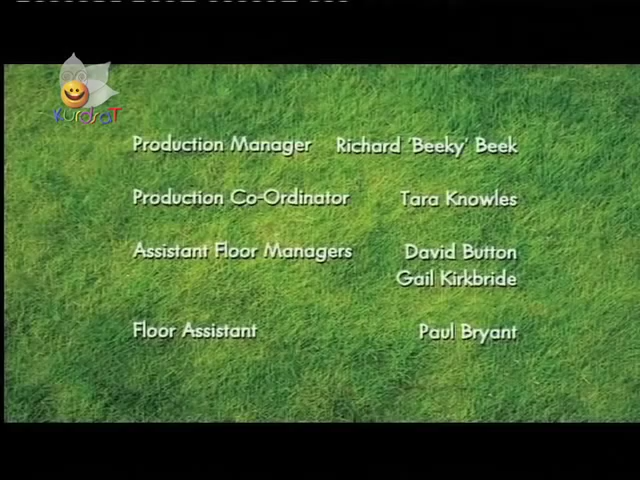 KurdsaT
Production Manager Richard 'Beeky' Beek
Production Co-Ordinator Tara Knowles
Assistant Floor Managers David Button
Gail Kirkbride
Floor Assistant Paul Bryant